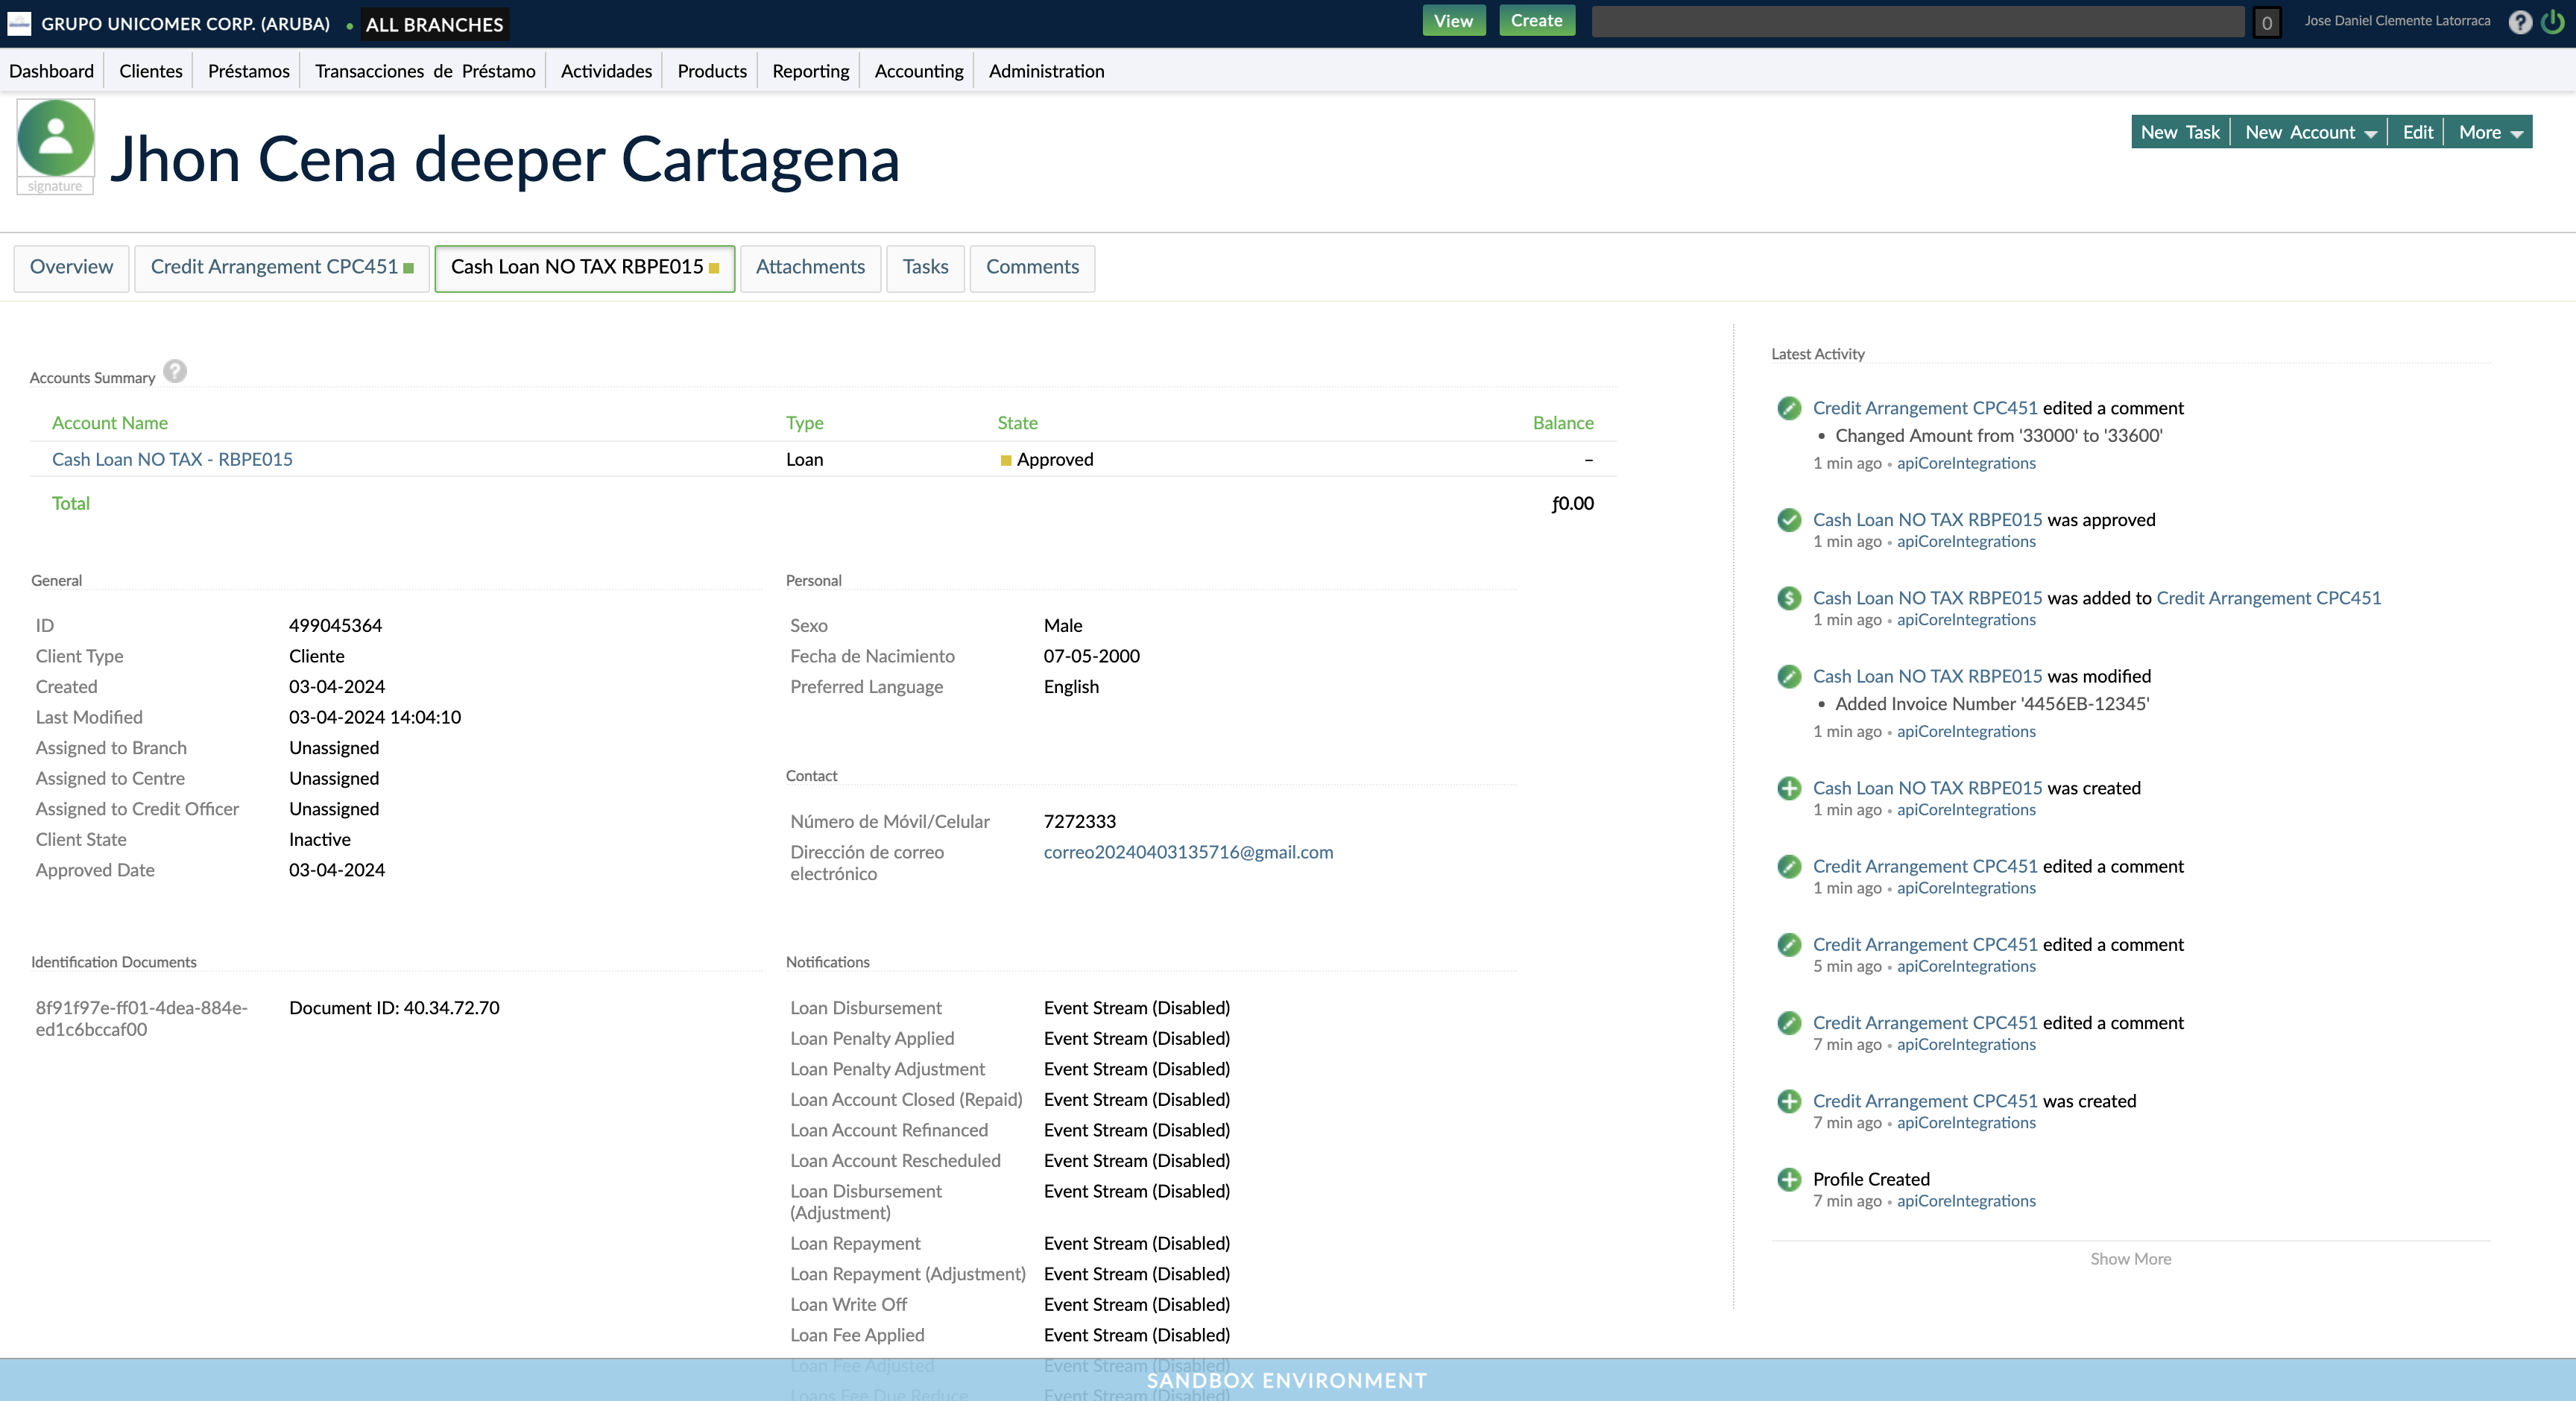 GRUPO UNICOMER CORP. (ARUBA) • ALL BRANCHES
View Create 0 Jose Daniel Clemente Latorraca ?
Dashboard Clientes Préstamos Transacciones de Préstamo Actividades Products Reporting Accounting Administration
signature
Jhon Cena deeper Cartagena
New Task New Account Edit More
Overview Credit Arrangement CPC451 Cash Loan NO TAX RBPE015 Attachments Tasks Comments
Accounts Summary ?
Account Name Type State Balance
Cash Loan NO TAX - RBPE015 Loan Approved –
Total ƒ0.00
General
ID 499045364
Client Type Cliente
Created 03-04-2024
Last Modified 03-04-2024 14:04:10
Assigned to Branch Unassigned
Assigned to Centre Unassigned
Assigned to Credit Officer Unassigned
Client State Inactive
Approved Date 03-04-2024
Identification Documents
8f91f97e-ff01-4dea-884e- Document ID: 40.34.72.70
ed1c6bccaf00
Personal
Sexo Male
Fecha de Nacimiento 07-05-2000
Preferred Language English
Contact
Número de Móvil/Celular 7272333
Dirección de correo correo20240403135716@gmail.com
electrónico
Notifications
Loan Disbursement Event Stream (Disabled)
Loan Penalty Applied Event Stream (Disabled)
Loan Penalty Adjustment Event Stream (Disabled)
Loan Account Closed (Repaid) Event Stream (Disabled)
Loan Account Refinanced Event Stream (Disabled)
Loan Account Rescheduled Event Stream (Disabled)
Loan Disbursement Event Stream (Disabled)
(Adjustment)
Loan Repayment Event Stream (Disabled)
Loan Repayment (Adjustment) Event Stream (Disabled)
Loan Write Off Event Stream (Disabled)
Loan Fee Applied Event Stream (Disabled)
Loan Fee Adjusted Event Stream (Disabled)
Loans Fee Due Reduce Event Stream (Disabled)
Latest Activity
Credit Arrangement CPC451 edited a comment
• Changed Amount from '33000' to '33600'
1 min ago • apiCoreIntegrations
Cash Loan NO TAX RBPE015 was approved
1 min ago • apiCoreIntegrations
Cash Loan NO TAX RBPE015 was added to Credit Arrangement CPC451
1 min ago • apiCoreIntegrations
Cash Loan NO TAX RBPE015 was modified
• Added Invoice Number '4456EB-12345'
1 min ago • apiCoreIntegrations
Cash Loan NO TAX RBPE015 was created
1 min ago • apiCoreIntegrations
Credit Arrangement CPC451 edited a comment
1 min ago • apiCoreIntegrations
Credit Arrangement CPC451 edited a comment
5 min ago • apiCoreIntegrations
Credit Arrangement CPC451 edited a comment
7 min ago • apiCoreIntegrations
Credit Arrangement CPC451 was created
7 min ago • apiCoreIntegrations
Profile Created
7 min ago • apiCoreIntegrations
Show More
SANDBOX ENVIRONMENT